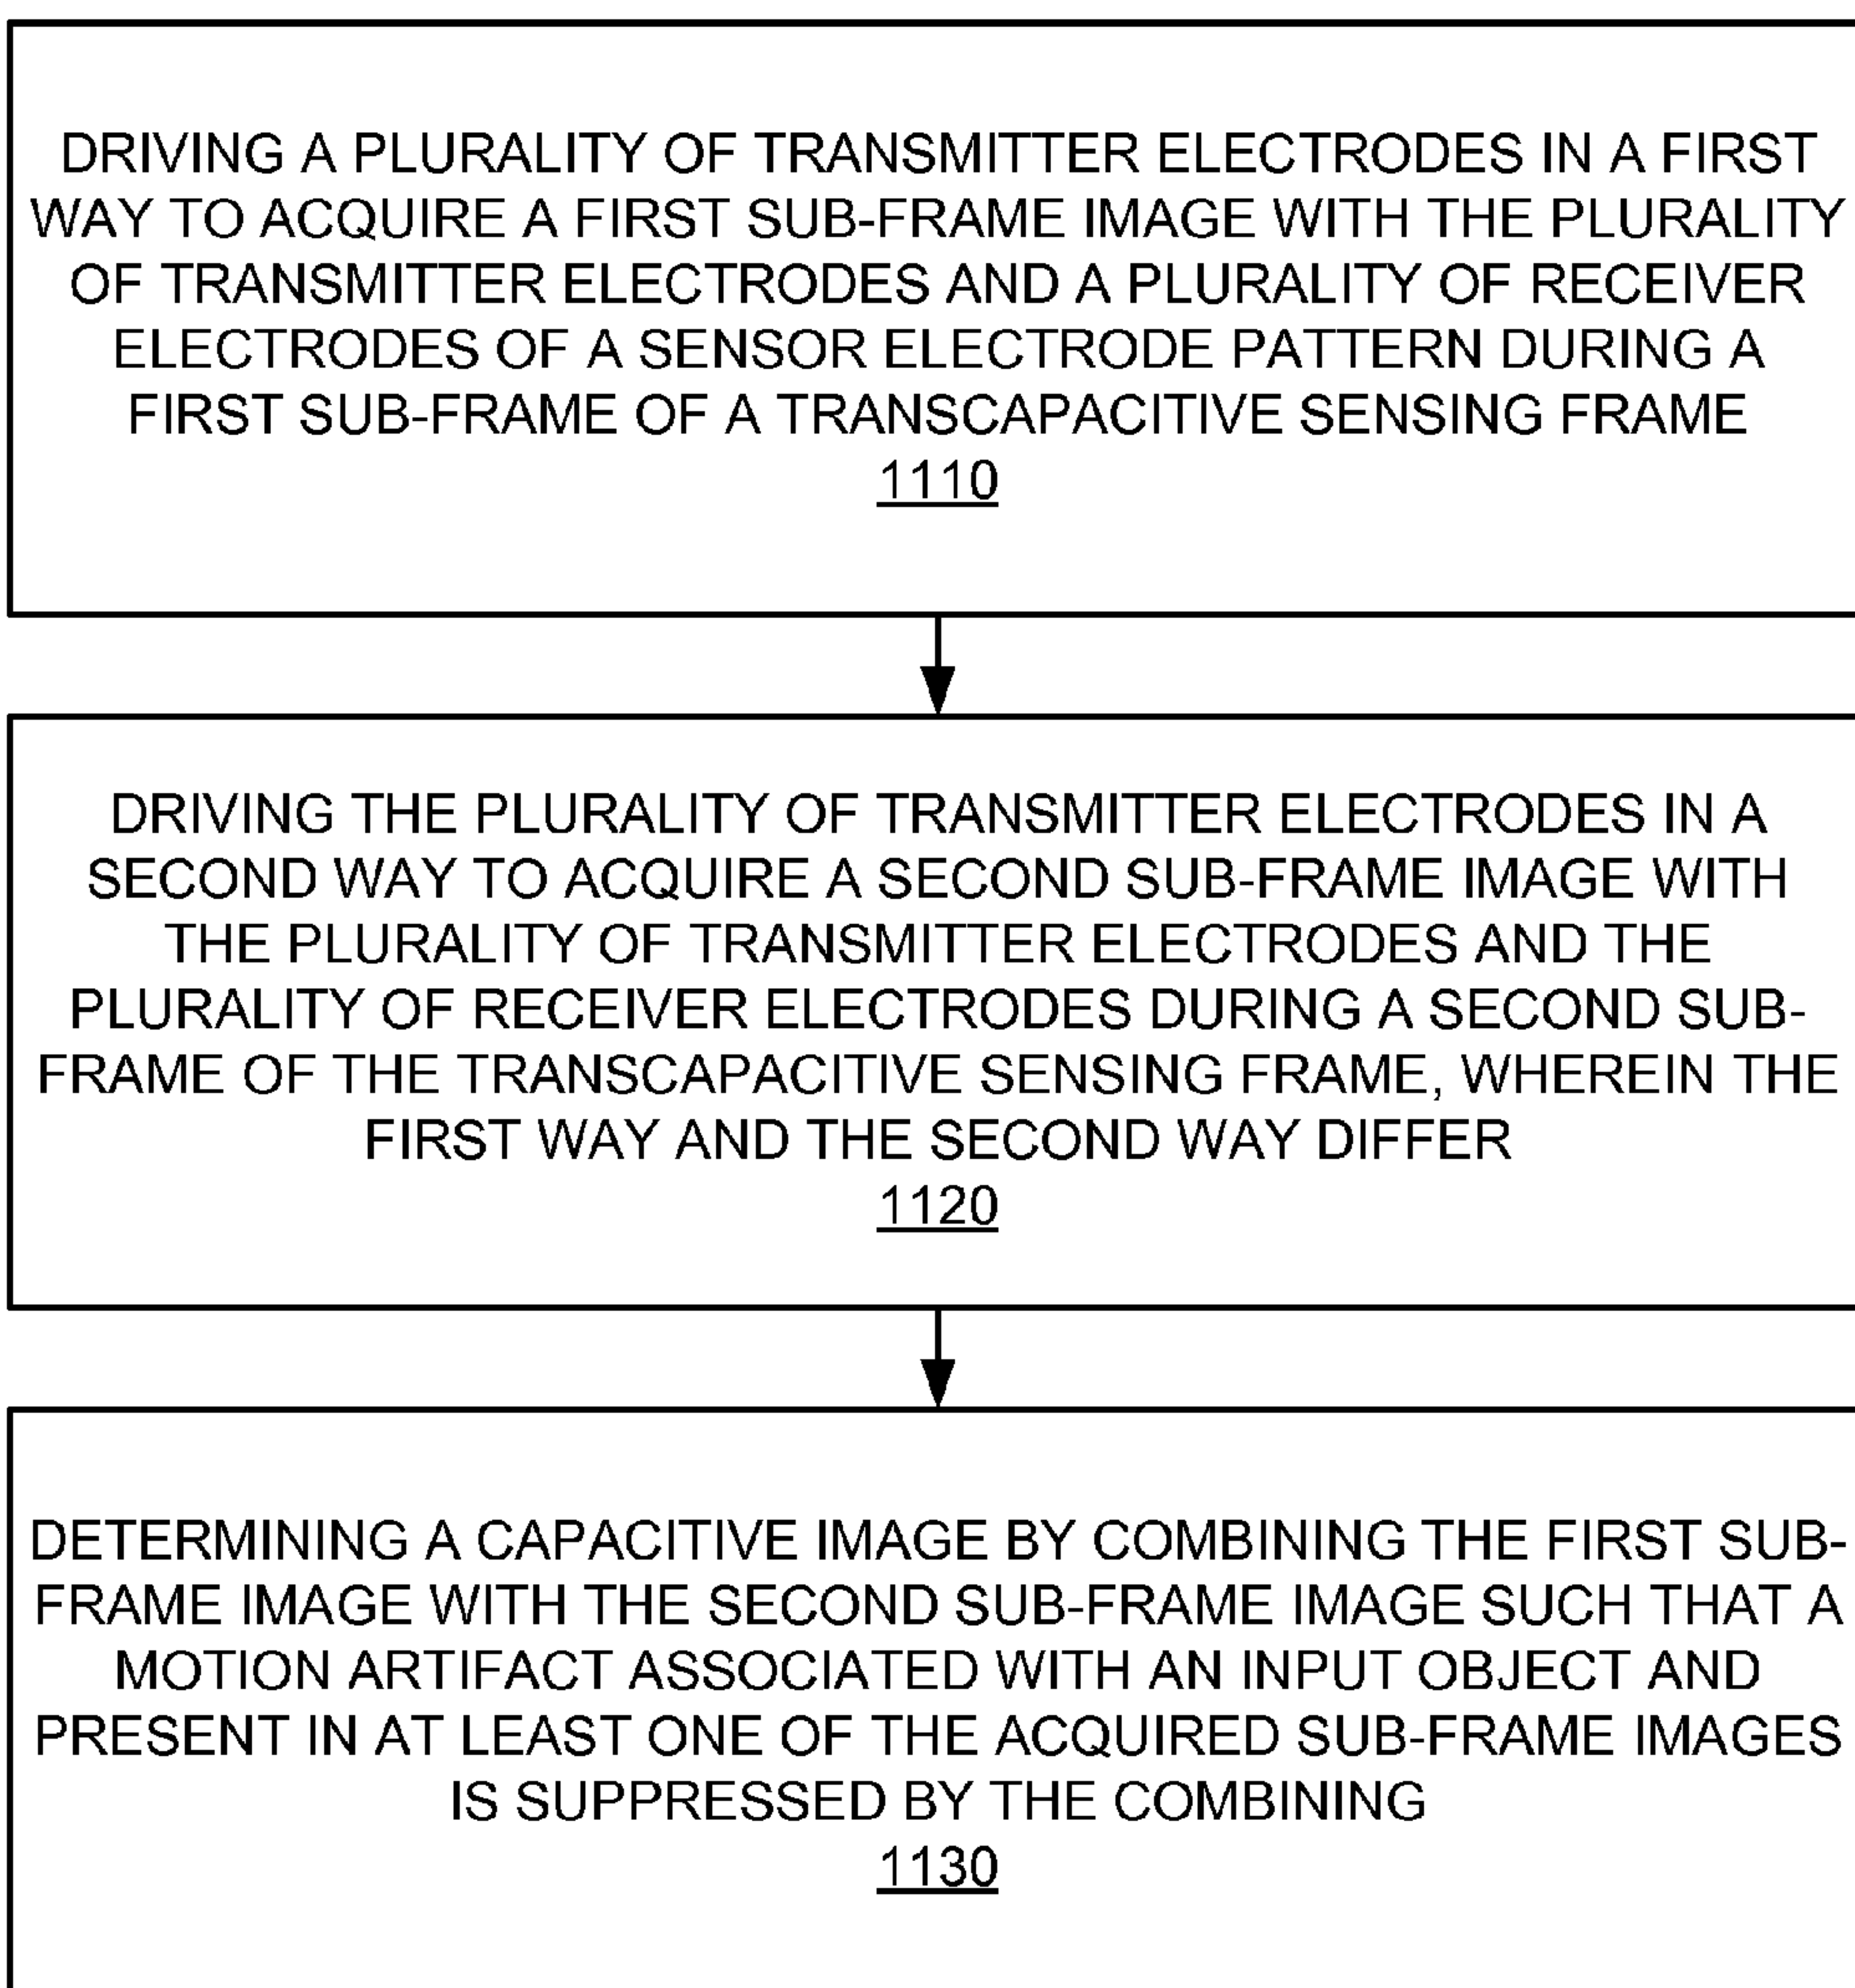 DRIVING A PLURALITY OF TRANSMITTER ELECTRODES IN A FIRST
WAY TO ACQUIRE A FIRST SUB-FRAME IMAGE WITH THE PLURALITY
OF TRANSMITTER ELECTRODES AND A PLURALITY OF RECEIVER
ELECTRODES OF A SENSOR ELECTRODE PATTERN DURING A
FIRST SUB-FRAME OF A TRANSCAPACITIVE SENSING FRAME
1110
DRIVING THE PLURALITY OF TRANSMITTER ELECTRODES IN A
SECOND WAY TO ACQUIRE A SECOND SUB-FRAME IMAGE WITH
THE PLURALITY OF TRANSMITTER ELECTRODES AND THE
PLURALITY OF RECEIVER ELECTRODES DURING A SECOND SUB-
FRAME OF THE TRANSCAPACITIVE SENSING FRAME, WHEREIN THE
FIRST WAY AND THE SECOND WAY DIFFER
1120
DETERMINING A CAPACITIVE IMAGE BY COMBINING THE FIRST SUB-
FRAME IMAGE WITH THE SECOND SUB-FRAME IMAGE SUCH THAT A
MOTION ARTIFACT ASSOCIATED WITH AN INPUT OBJECT AND
PRESENT IN AT LEAST ONE OF THE ACQUIRED SUB-FRAME IMAGES
IS SUPPRESSED BY THE COMBINING
1130